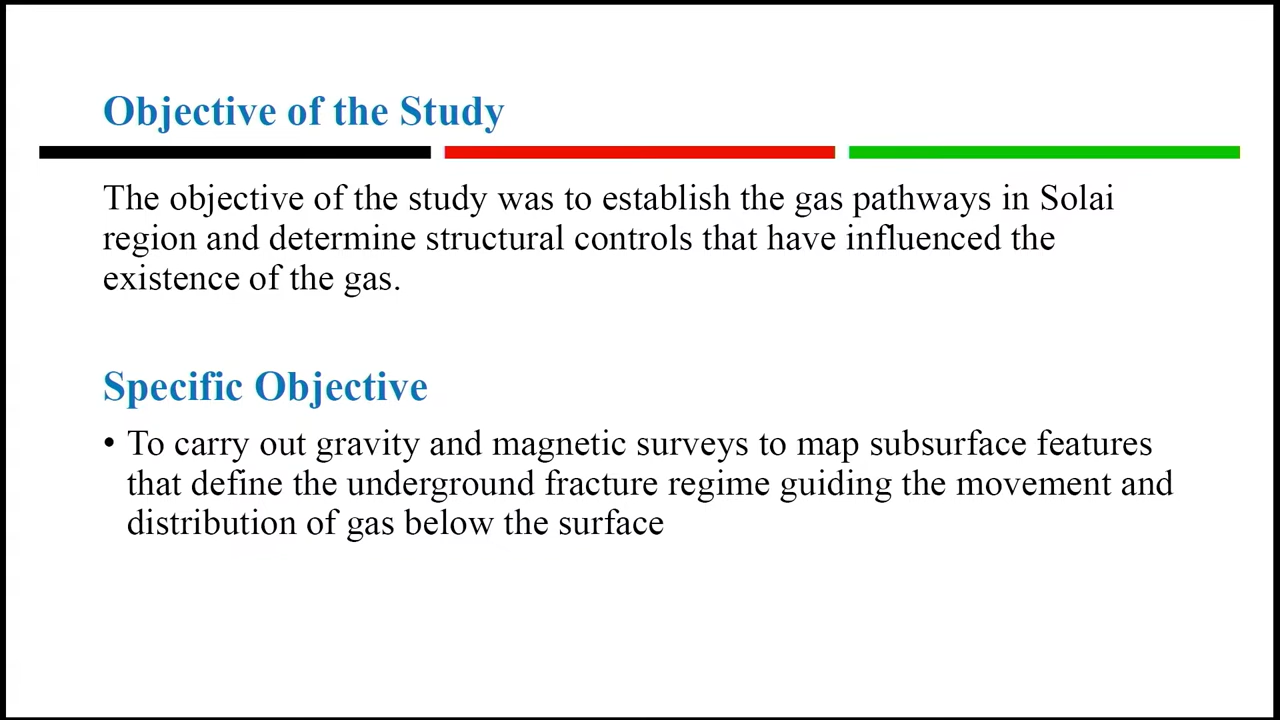 Objective of the Study
The objective of the study was to establish the gas pathways in Solai
region and determine structural controls that have influenced the
existence of the gas.
Specific Objective
• To carry out gravity and magnetic surveys to map subsurface features
that define the underground fracture regime guiding the movement and
distribution of gas below the surface